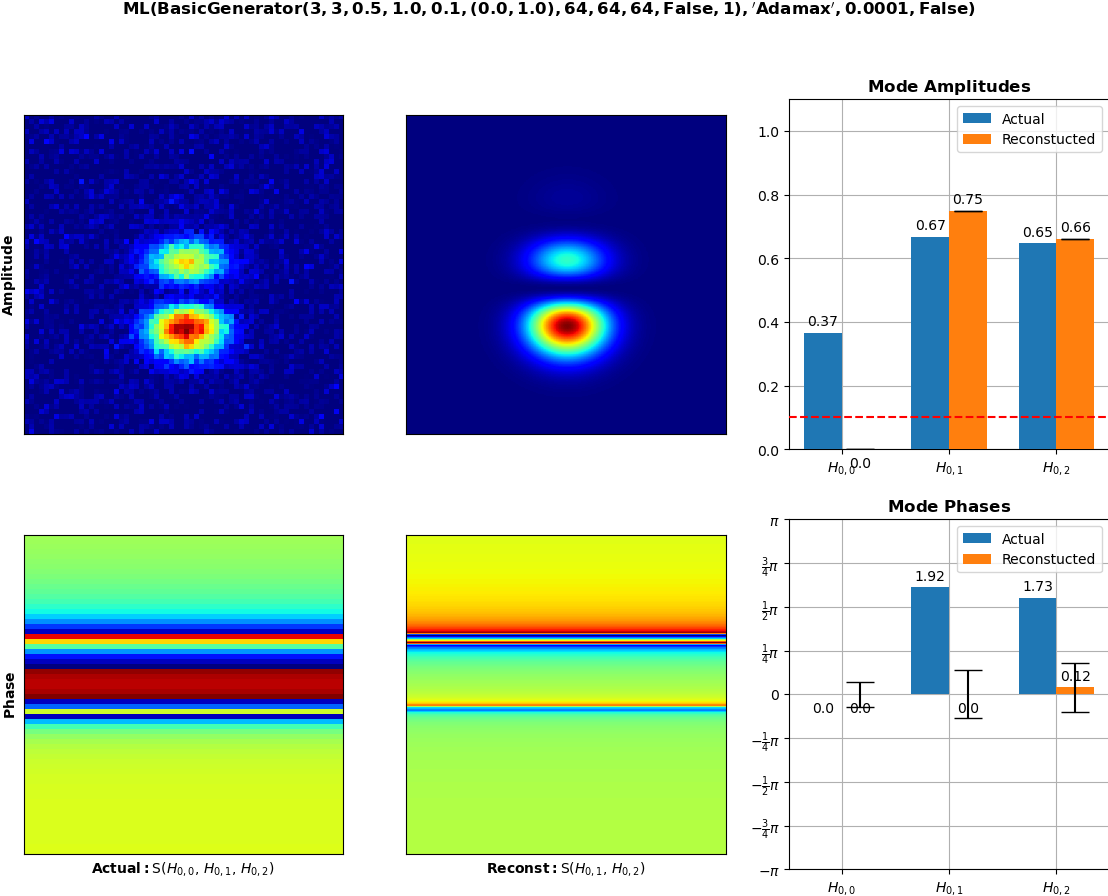 ML(BasicGenerator(3, 3, 0.5, 1.0, 0.1, (0.0, 1.0), 64, 64, 64, False, 1), ′Adamax′, 0.0001, False)
Amplitude
Mode Amplitudes
Actual
Reconstucted
1.0
0.8
0.6
0.4
0.2
0.0
0.37
0.0
0.67
0.75
0.65
0.66
H0,0
H0,1
H0,2
Phase
Actual: S(H0,0, H0,1, H0,2)
Reconst: S(H0,1, H0,2)
Mode Phases
Actual
Reconstucted
π
3/4π
1/2π
1/4π
0
−1/4π
−1/2π
−3/4π
−π
0.0
0.0
1.92
0.0
1.73
0.12
H0,0
H0,1
H0,2